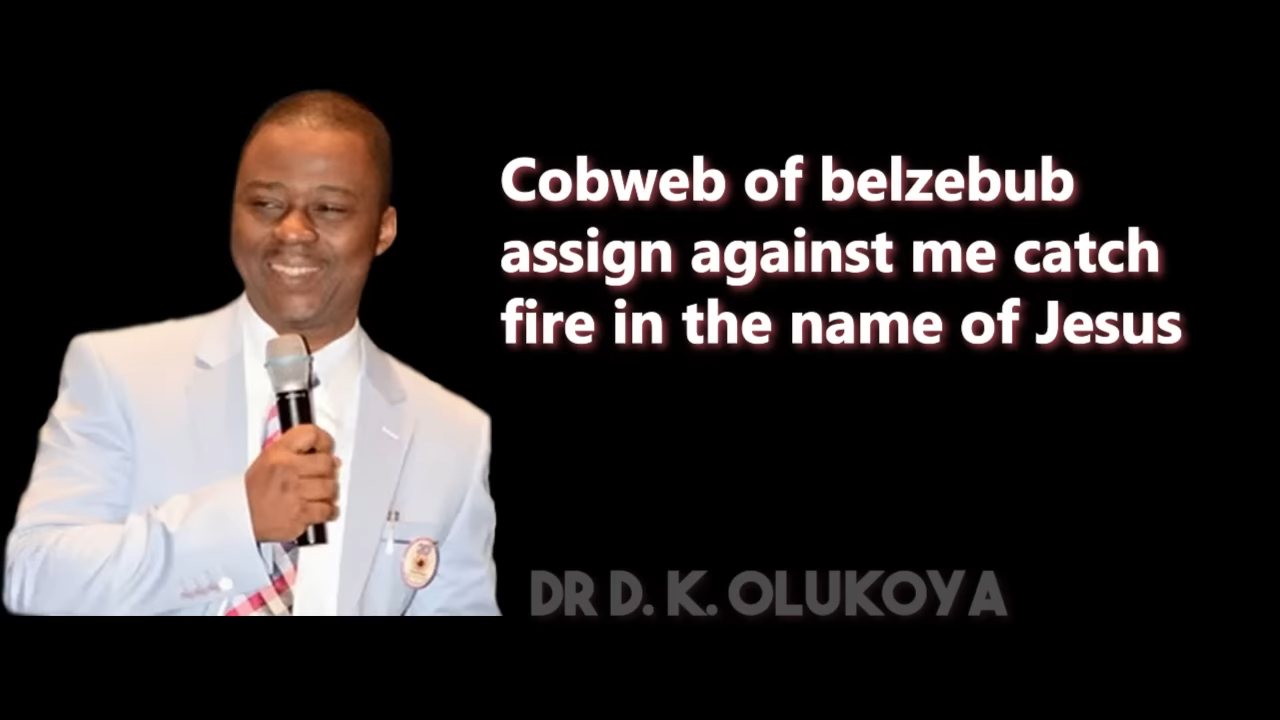 Cobweb of belzebub
assign against me catch
fire in the name of Jesus
DR D. K. OLUKOYA